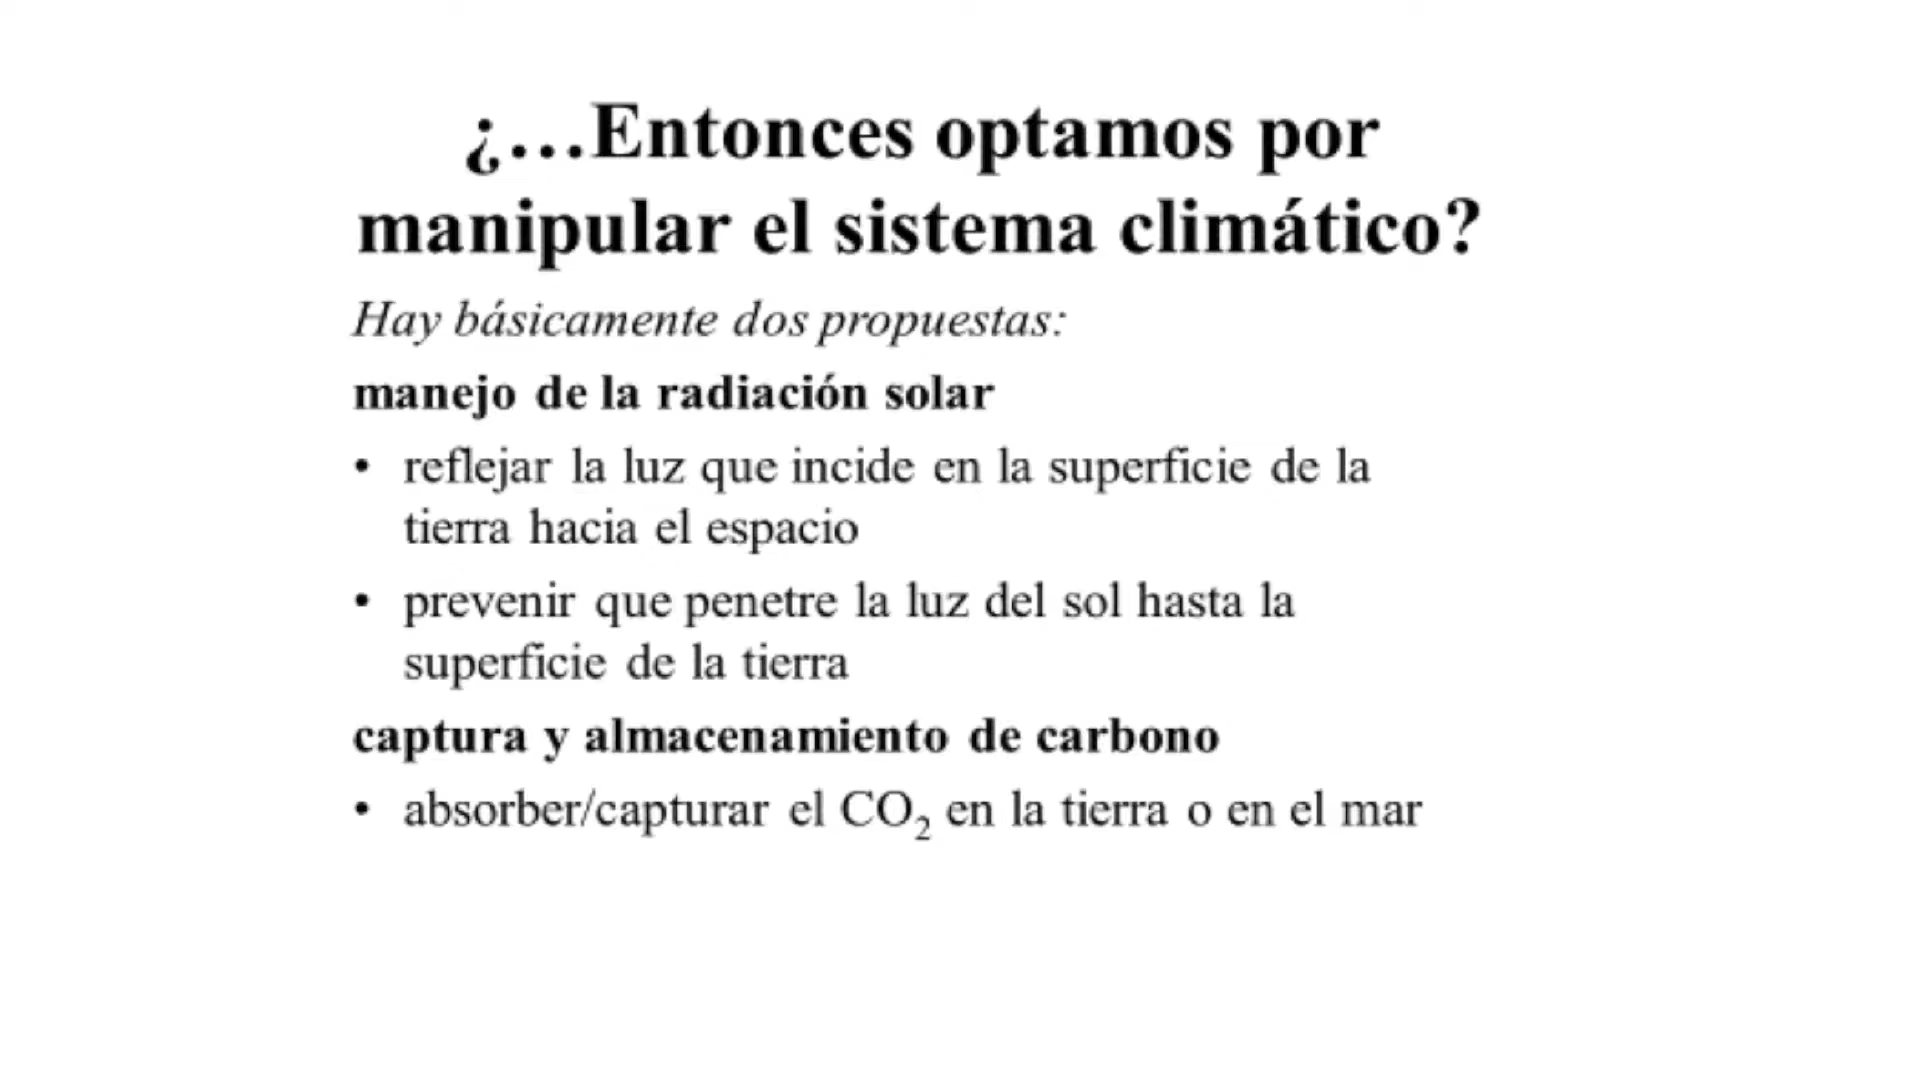 ¿…Entonces optamos por
manipular el sistema climático?
Hay básicamente dos propuestas:
manejo de la radiación solar
• reflejar la luz que incide en la superficie de la
tierra hacia el espacio
• prevenir que penetre la luz del sol hasta la
superficie de la tierra
captura y almacenamiento de carbono
• absorber/capturar el CO₂ en la tierra o en el mar